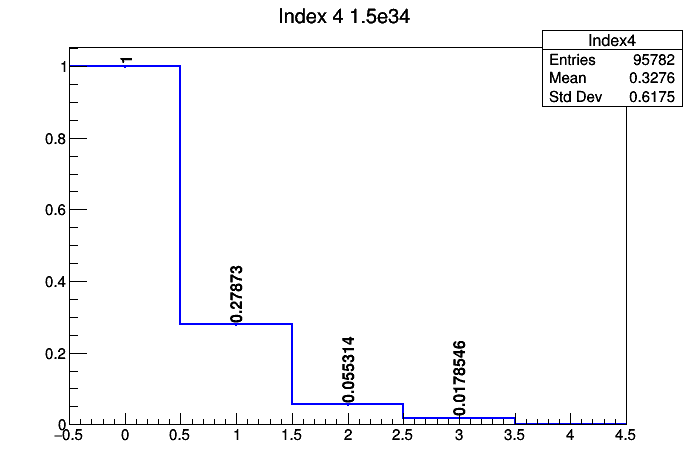 Index 4 1.5e34
Index4
Entries 95782
Mean 0.3276
Std Dev 0.6175
1
0.8
0.6
0.4
0.2
0
1
0.27873
0.055314
0.0178546
−0.5 0 0.5 1 1.5 2 2.5 3 3.5 4 4.5